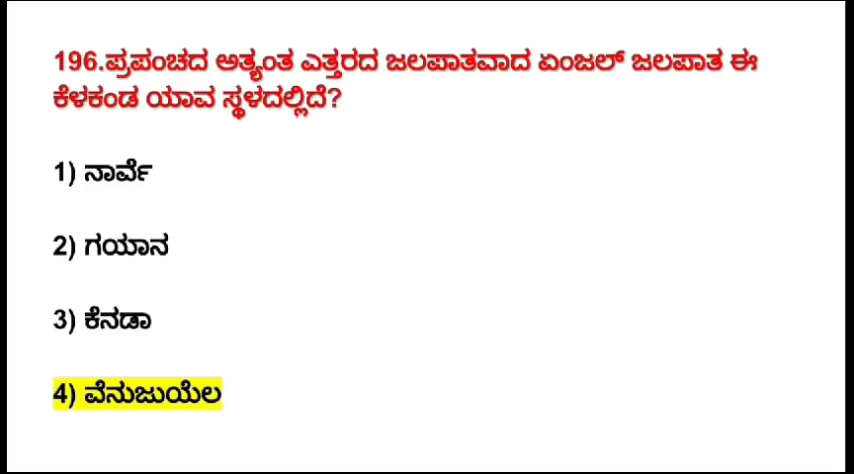 196.ಪ್ರಪಂಚದ ಅತ್ಯಂತ ಎತ್ತರದ ಜಲಪಾತವಾದ ಏಂಜಲ್ ಜಲಪಾತ ಈ
ಕೆಳಕಂಡ ಯಾವ ಸ್ಥಳದಲ್ಲಿದೆ?
1) ನಾರ್ವೆ
2) ಗಯಾನ
3) ಕೆನಡಾ
4) ವೆನುಜುಯೆಲ